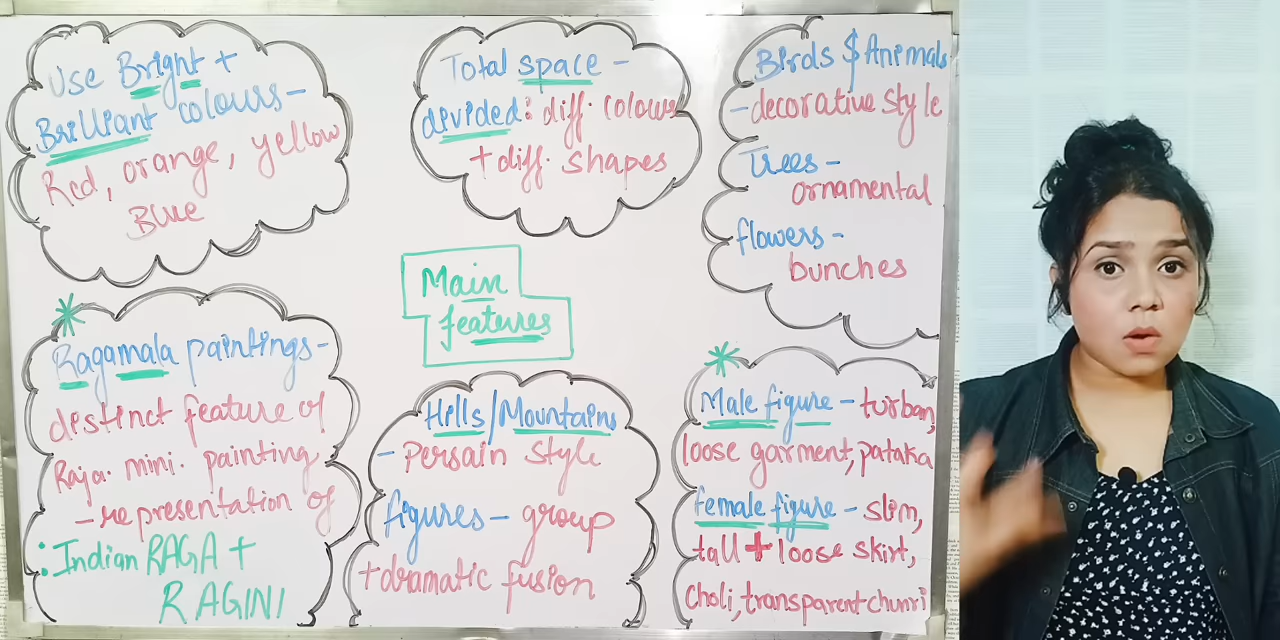 Use Bright +
Brilliant colours -
Red, orange, yellow
Blue
Total space -
divided: diff. colours
+ diff. shapes
Birds & Animals
- decorative style
Trees -
ornamental
flowers -
bunches
Main
features
Ragamala paintings -
distinct feature of
Raja. mini. painting
- representation of
: Indian RAGA +
RAGINI
Hills/Mountains
- Persain style
figures - group
+ dramatic fusion
Male figure - turban,
loose garment, pataka
female figure - slim,
tall + loose skirt,
choli, transparent chunri